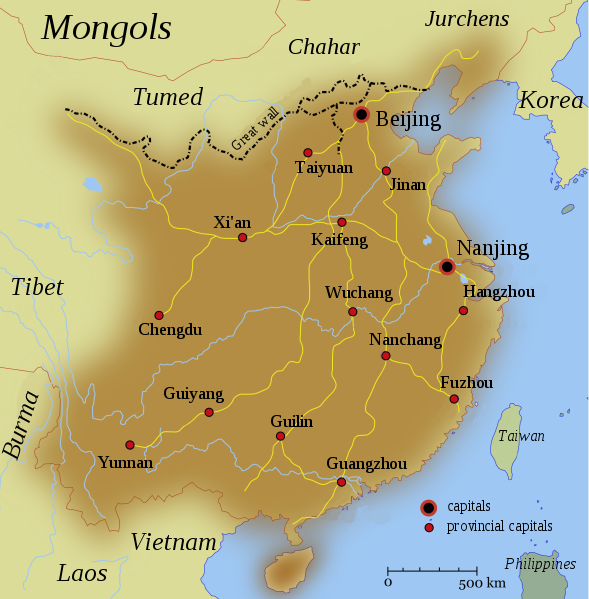 Jurchens
Mongols
Chahar
Tumed
Korea
Great wall
Beijing
Taiyuan
Jinan
Xi'an
Kaifeng
Nanjing
Tibet
Wuchang
Hangzhou
Chengdu
Nanchang
Guiyang
Fuzhou
Burma
Guilin
Taiwan
Yunnan
Guangzhou
capitals
provincial capitals
Vietnam
Laos
Philippines
0
500 km